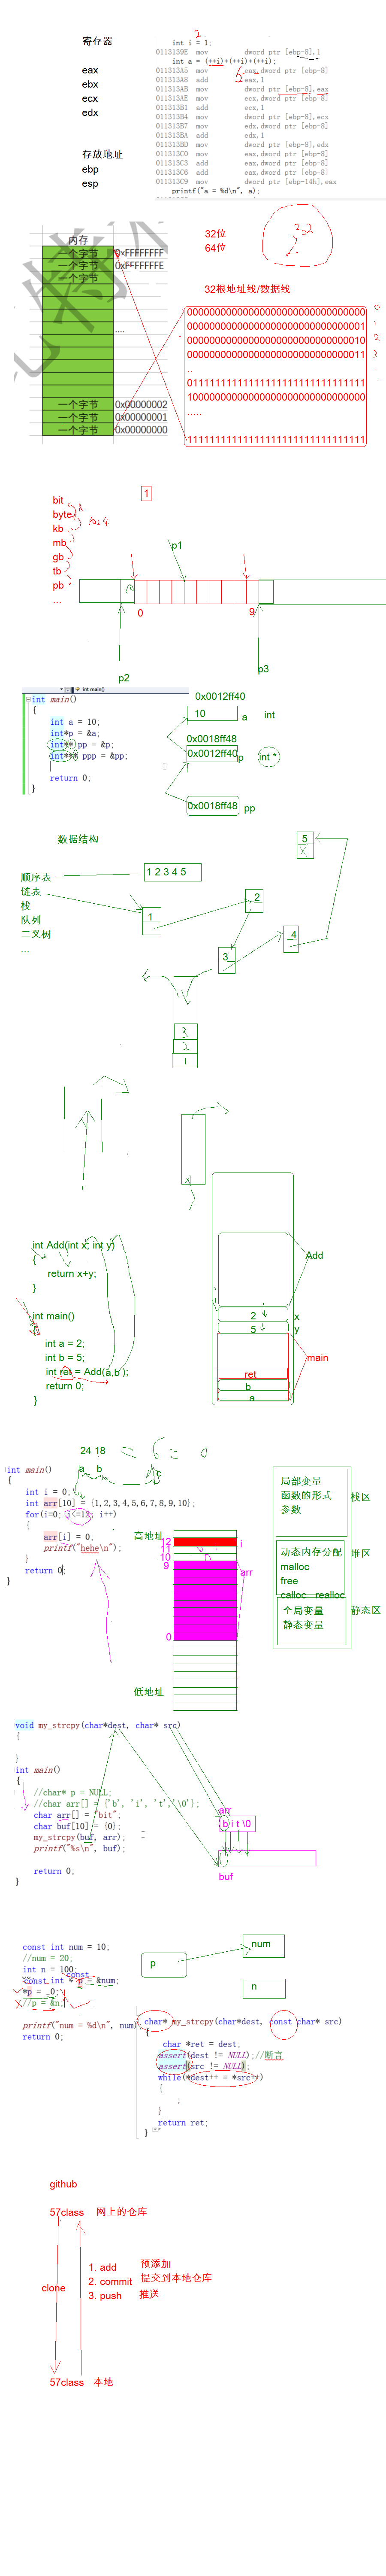 寄存器
eax
ebx
ecx
edx
存放地址
ebp
esp
2
int i = 1;
0113139E mov dword ptr [ebp-8],1
int a = (++i)+(++i)+(++i);
011313A5 mov eax,dword ptr [ebp-8]
011313A8 add eax,1
011313AB mov dword ptr [ebp-8],eax
011313AE mov ecx,dword ptr [ebp-8]
011313B1 add ecx,1
011313B4 mov dword ptr [ebp-8],ecx
011313B7 mov edx,dword ptr [ebp-8]
011313BA add edx,1
011313BD mov dword ptr [ebp-8],edx
011313C0 mov eax,dword ptr [ebp-8]
011313C3 add eax,dword ptr [ebp-8]
011313C6 add eax,dword ptr [ebp-8]
011313C9 mov dword ptr [ebp-14h],eax
printf("a = %d\n", a);
内存
一个字节 0xFFFFFFFF
一个字节 0xFFFFFFFE
一个字节
....
一个字节 0x00000002
一个字节 0x00000001
一个字节 0x00000000
32位
64位
2 32
32根地址线/数据线
00000000000000000000000000000000
00000000000000000000000000000001
00000000000000000000000000000010
00000000000000000000000000000011
..
01111111111111111111111111111111
10000000000000000000000000000000
.....
11111111111111111111111111111111
bit
byte
kb
mb
gb
tb
pb
...
8
1024
1
p1
10
0
9
p2
p3
int main()
int main()
{
int a = 10;
int*p = &a;
int** pp = &p;
int*** ppp = &pp;
return 0;
}
0x0012ff40
10 a int
0x0018ff48
0x0012ff40 p int *
0x0018ff48 pp
数据结构
顺序表
链表
栈
队列
二叉树
...
1 2 3 4 5
1
2
3
4
5
3
2
1
int Add(int x, int y)
{
return x+y;
}
int main()
{
int a = 2;
int b = 5;
int ret = Add(a,b );
return 0;
}
Add
2 x
5 y
main
ret
b
a
24 18 = 6 = 0
a b c
int main()
{
int i = 0;
int arr[10] = {1,2,3,4,5,6,7,8,9,10};
for(i=0; i<=12; i++)
{
arr[i] = 0;
printf("hehe\n");
}
return 0;
}
高地址
12
11
10
9
0
i
arr
低地址
局部变量
函数的形式
参数
栈区
动态内存分配
malloc
free
calloc realloc
堆区
全局变量
静态变量
静态区
void my_strcpy(char*dest, char* src)
{
}
int main()
{
//char* p = NULL;
//char arr[] = {'b', 'i', 't','\0'};
char arr[] = "bit";
char buf[10] = {0};
my_strcpy(buf, arr);
printf("%s\n", buf);
return 0;
}
arr
b i t \0
buf
const int num = 10;
//num = 20;
int n = 100;
const
const int * p = &num;
*p = 0;
//p = &n;
printf("num = %d\n", num);
return 0;
p
num
n
char* my_strcpy(char*dest, const char* src)
{
char *ret = dest;
assert(dest != NULL);//断言
assert(src != NULL);
while(*dest++ = *src++)
{
;
}
return ret;
}
github
57class 网上的仓库
clone
1. add 预添加
2. commit 提交到本地仓库
3. push 推送
57class 本地